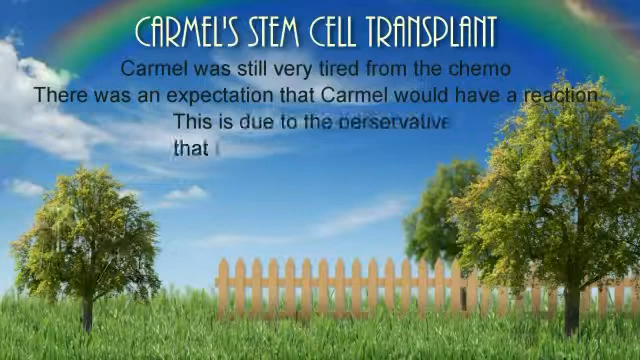 CARMEL'S STEM CELL TRANSPLANT
Carmel was still very tired from the chemo
There was an expectation that Carmel would have a reaction
This is due to the perservative
that